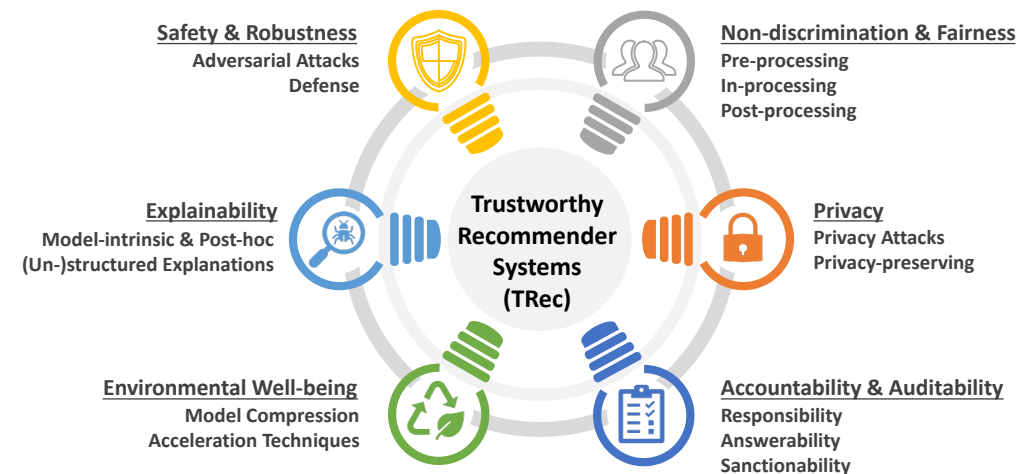 Safety & Robustness
Adversarial Attacks
Defense
Non-discrimination & Fairness
Pre-processing
In-processing
Post-processing
Explainability
Model-intrinsic & Post-hoc
(Un-)structured Explanations
Trustworthy
Recommender
Systems
(TRec)
Privacy
Privacy Attacks
Privacy-preserving
Environmental Well-being
Model Compression
Acceleration Techniques
Accountability & Auditability
Responsibility
Answerability
Sanctionability